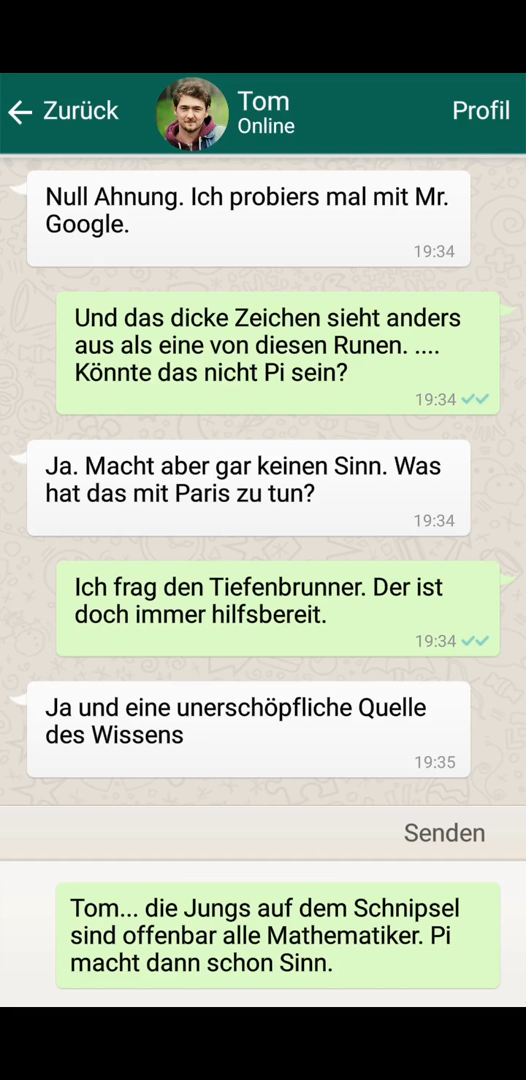 Zurück
Tom
Online
Profil
Null Ahnung. Ich probiers mal mit Mr.
Google.
19:34
Und das dicke Zeichen sieht anders
aus als eine von diesen Runen. ....
Könnte das nicht Pi sein?
19:34
Ja. Macht aber gar keinen Sinn. Was
hat das mit Paris zu tun?
19:34
Ich frag den Tiefenbrunner. Der ist
doch immer hilfsbereit.
19:34
Ja und eine unerschöpfliche Quelle
des Wissens
19:35
Senden
Tom... die Jungs auf dem Schnipsel
sind offenbar alle Mathematiker. Pi
macht dann schon Sinn.